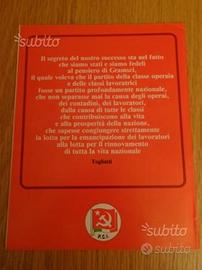 subito
Il segreto del nostro successo sta nel fatto
che siamo stati e siamo fedeli
al pensiero di Gramsci,
il quale voleva che il partito della classe operaia
e delle classi lavoratrici
fosse un partito profondamente nazionale,
che non separasse mai la causa degli operai,
dei contadini, dei lavoratori,
dalla causa di tutte le classi
che contribuiscono alla vita
e alla prosperità della nazione,
che sapesse congiungere strettamente
la lotta per la emancipazione dei lavoratori
alla lotta per il rinnovamento
di tutta la vita nazionale
Togliatti
P.C.I.
subito
subito